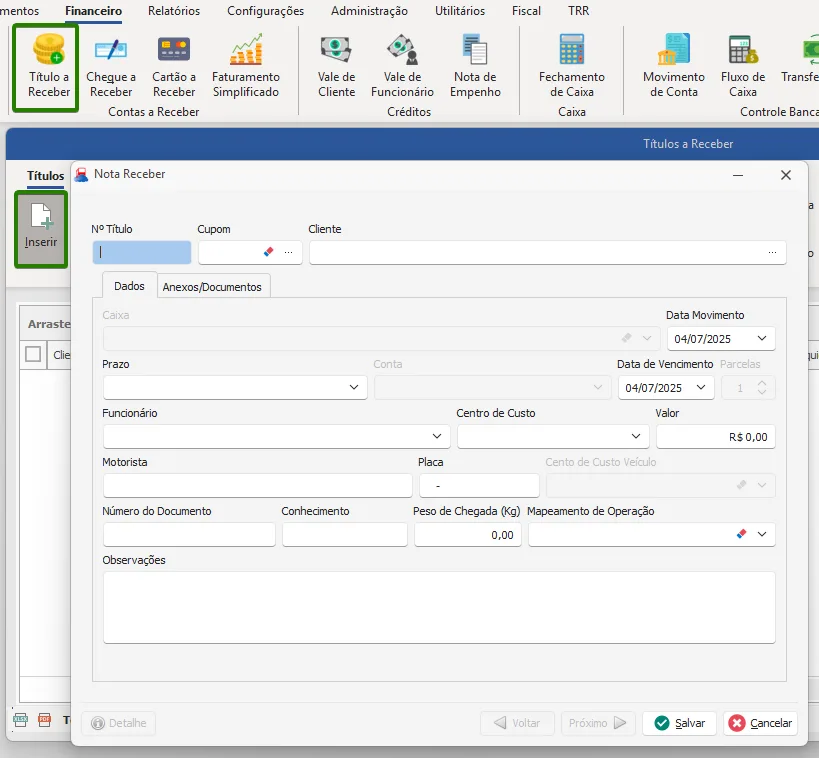 Financeiro Relatórios Configurações Administração Utilitários Fiscal TRR
Título a Receber
Cheque a Receber
Cartão a Receber
Faturamento Simplificado
Vale de Cliente
Vale de Funcionário
Nota de Empenho
Fechamento de Caixa
Movimento de Conta
Fluxo de Caixa
Contas a Receber
Créditos
Caixa
Controle
Títulos a Receber
Títulos
Inserir
Arraste
Nota Receber
Nº Título Cupom Cliente
...
...
Dados Anexos/Documentos
Caixa Data Movimento
04/07/2025
Prazo Conta Data de Vencimento Parcelas
04/07/2025 1
Funcionário Centro de Custo Valor
R$ 0,00
Motorista Placa Cento de Custo Veículo
-
Número do Documento Conhecimento Peso de Chegada (Kg) Mapeamento de Operação
0,00
Observações
XLSX PDF
Detalhe Voltar Próximo Salvar Cancelar